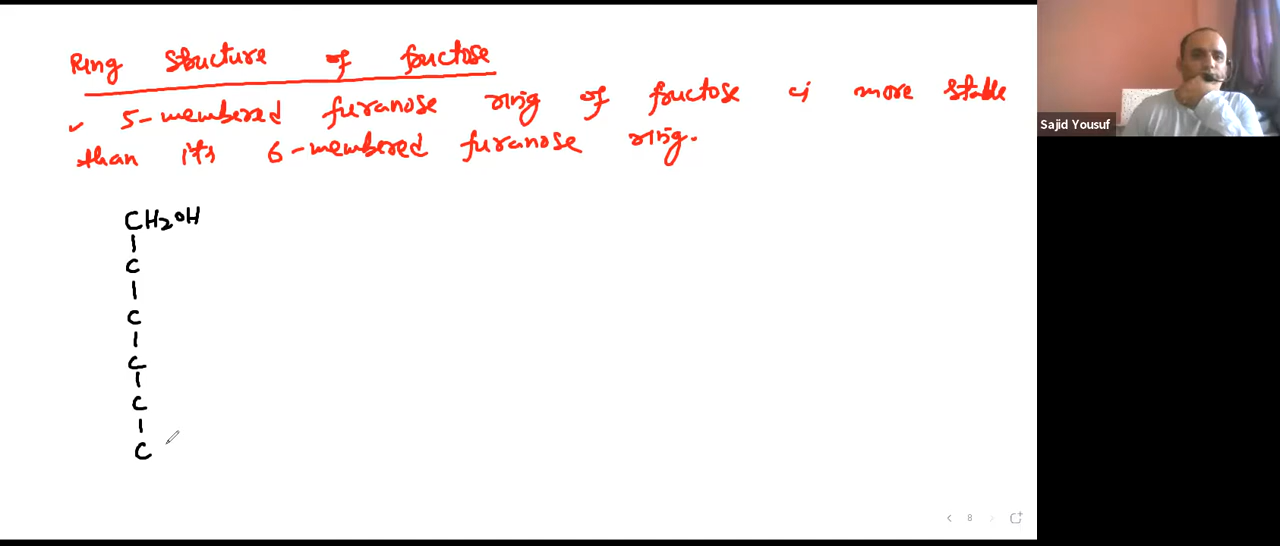 Ring Structure of fructose
✓ 5-membered furanose ring of fructose is more stable
than its 6-membered furanose ring.
CH2OH
C
C
C
C
C
Sajid Yousuf
8